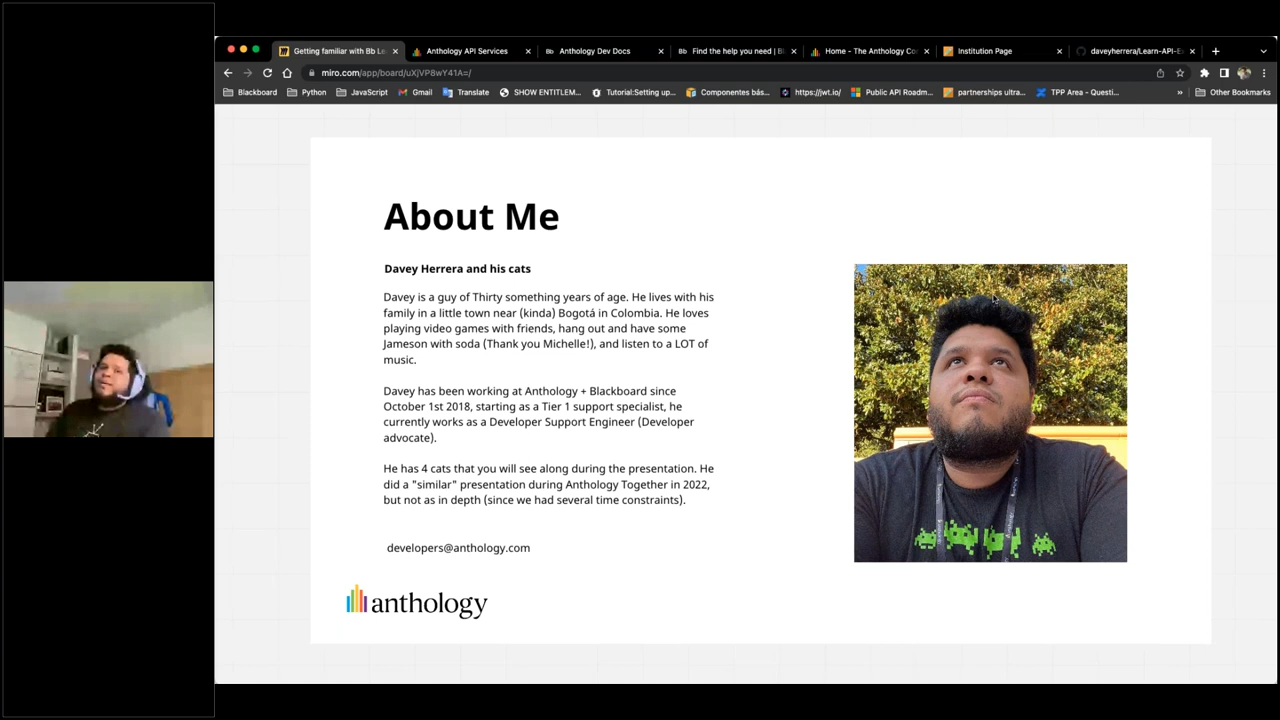 Getting familiar with Bb Le
Anthology API Services
Anthology Dev Docs
Find the help you need | Bl
Home - The Anthology Co
Institution Page
daveyherrera/Learn-API-E
miro.com/app/board/uXjVP8wY41A=/
Blackboard
Python
JavaScript
Gmail
Translate
SHOW ENTITLEM...
Tutorial:Setting up...
Componentes bás...
https://jwt.io/
Public API Roadm...
partnerships ultra...
TPP Area - Questi...
»
Other Bookmarks
About Me
Davey Herrera and his cats
Davey is a guy of Thirty something years of age. He lives with his
family in a little town near (kinda) Bogotá in Colombia. He loves
playing video games with friends, hang out and have some
Jameson with soda (Thank you Michelle!), and listen to a LOT of
music.
Davey has been working at Anthology + Blackboard since
October 1st 2018, starting as a Tier 1 support specialist, he
currently works as a Developer Support Engineer (Developer
advocate).
He has 4 cats that you will see along during the presentation. He
did a "similar" presentation during Anthology Together in 2022,
but not as in depth (since we had several time constraints).
developers@anthology.com
anthology